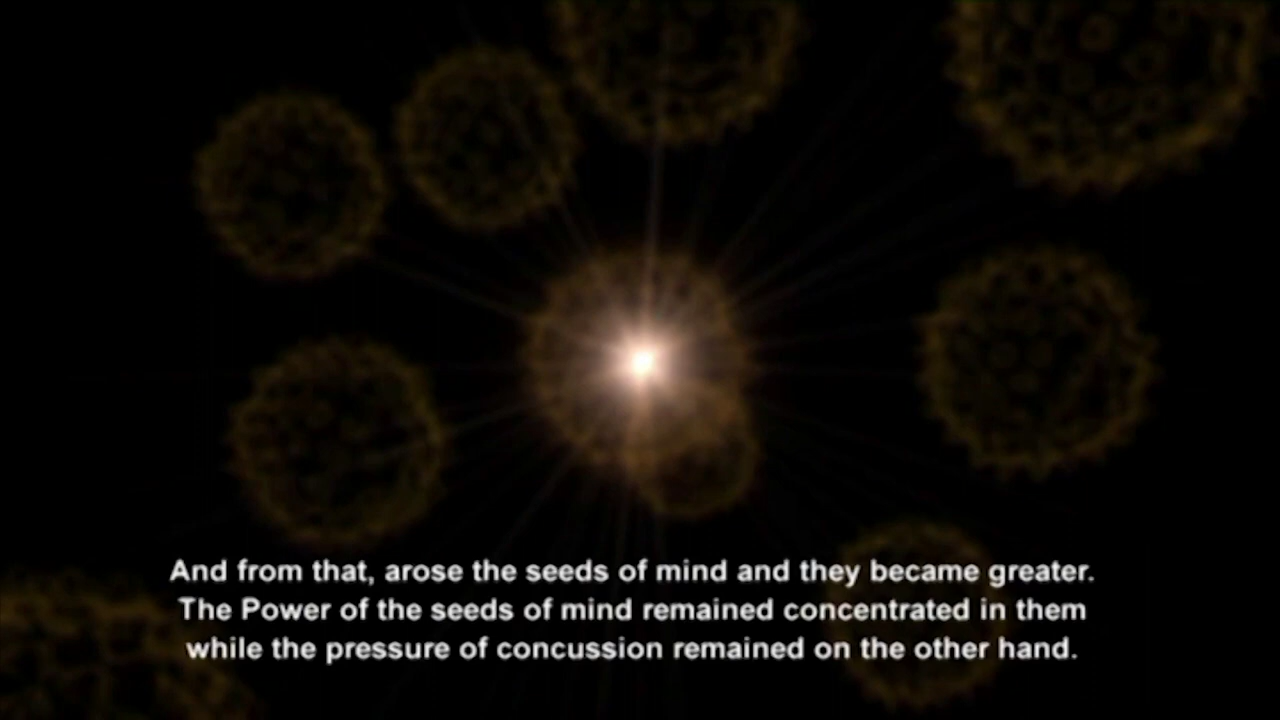 And from that, arose the seeds of mind and they became greater.
The Power of the seeds of mind remained concentrated in them
while the pressure of concussion remained on the other hand.